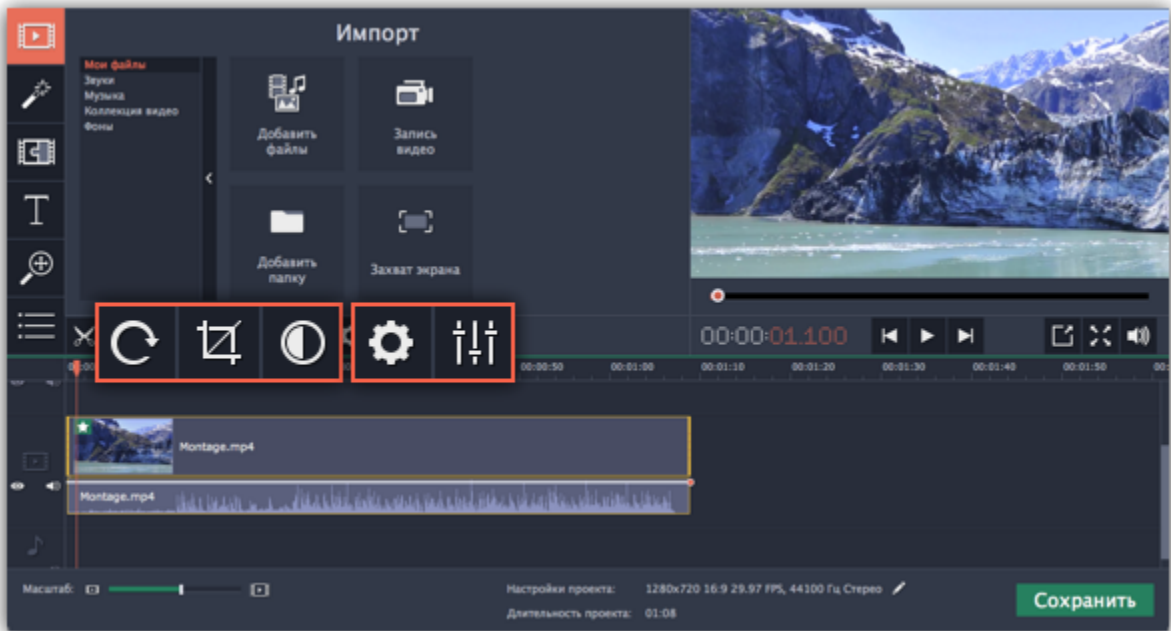 Импорт
Мои файлы
Звуки
Музыка
Коллекция видео
Фоны
Добавить
файлы
Запись
видео
Добавить
папку
Захват экрана
T
00:00:01.100
00:00:50
00:01:00
00:01:10
00:01:20
00:01:30
00:01:40
00:01:50
Montage.mp4
Montage.mp4
Масштаб:
Настройки проекта: 1280x720 16:9 29.97 FPS, 44100 Гц Стерео
Длительность проекта: 01:08
Сохранить